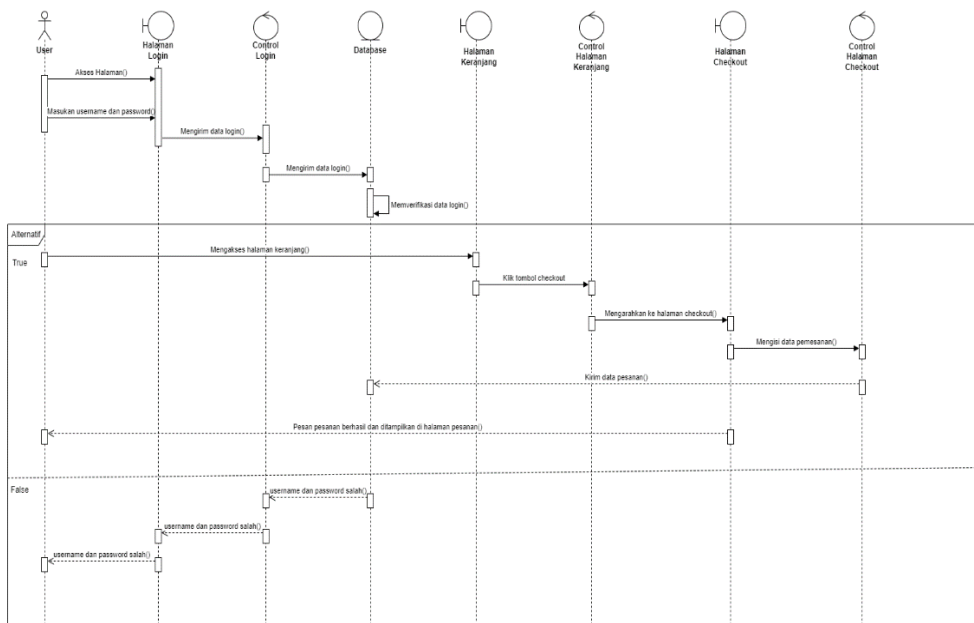 User
Halaman
Login
Control
Login
Database
Halaman
Keranjang
Control
Halaman
Keranjang
Halaman
Checkout
Control
Halaman
Checkout
Akses Halaman()
Masukan username dan password()
Mengirim data login()
Mengirim data login()
Memverifikasi data login()
Alternatif
True
Mengakses halaman keranjang()
Klik tombol checkout
Mengarahkan ke halaman checkout()
Mengisi data pemesanan()
Kirim data pesanan()
Pesan pesanan berhasil dan ditampilkan di halaman pesanan()
False
username dan password salah()
username dan password salah()
username dan password salah()